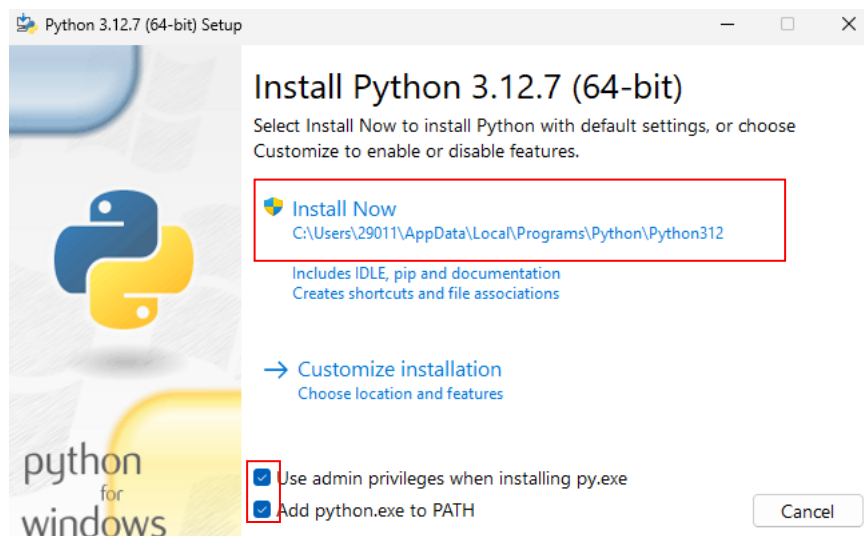 Python 3.12.7 (64-bit) Setup
Install Python 3.12.7 (64-bit)
Select Install Now to install Python with default settings, or choose
Customize to enable or disable features.
Install Now
C:\Users\29011\AppData\Local\Programs\Python\Python312
Includes IDLE, pip and documentation
Creates shortcuts and file associations
Customize installation
Choose location and features
python
for
windows
Use admin privileges when installing py.exe
Add python.exe to PATH
Cancel